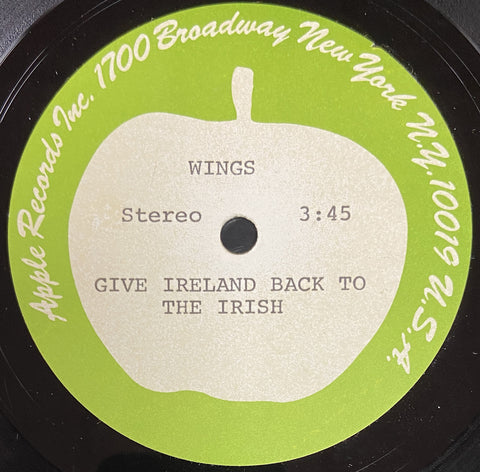 Apple Records Inc. 1700 Broadway New York N.Y. 10019 U.S.A.
WINGS
Stereo 3:45
GIVE IRELAND BACK TO
THE IRISH